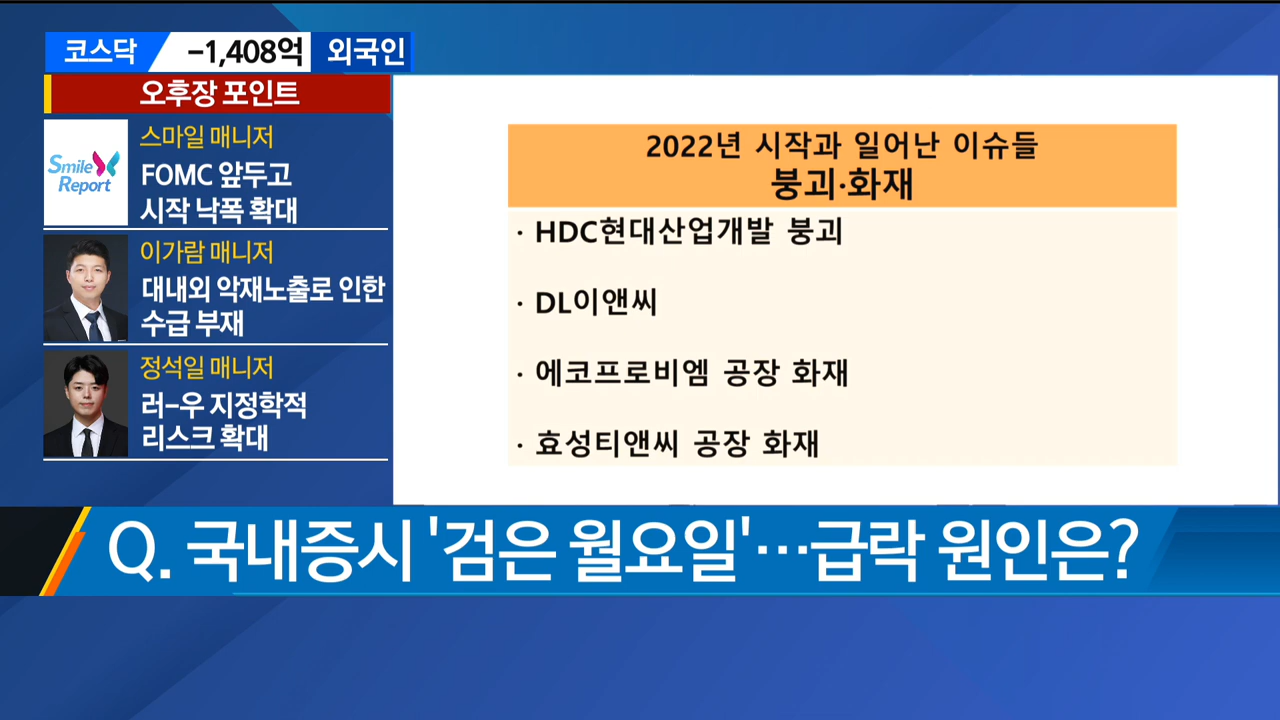 코스닥 -1,408억 외국인
오후장 포인트
Smile
Report
스마일 매니저
FOMC 앞두고
시작 낙폭 확대
이가람 매니저
대내외 악재노출로 인한
수급 부재
정석일 매니저
러-우 지정학적
리스크 확대
2022년 시작과 일어난 이슈들
붕괴·화재
· HDC현대산업개발 붕괴
· DL이앤씨
· 에코프로비엠 공장 화재
· 효성티앤씨 공장 화재
Q. 국내증시 '검은 월요일'…급락 원인은?